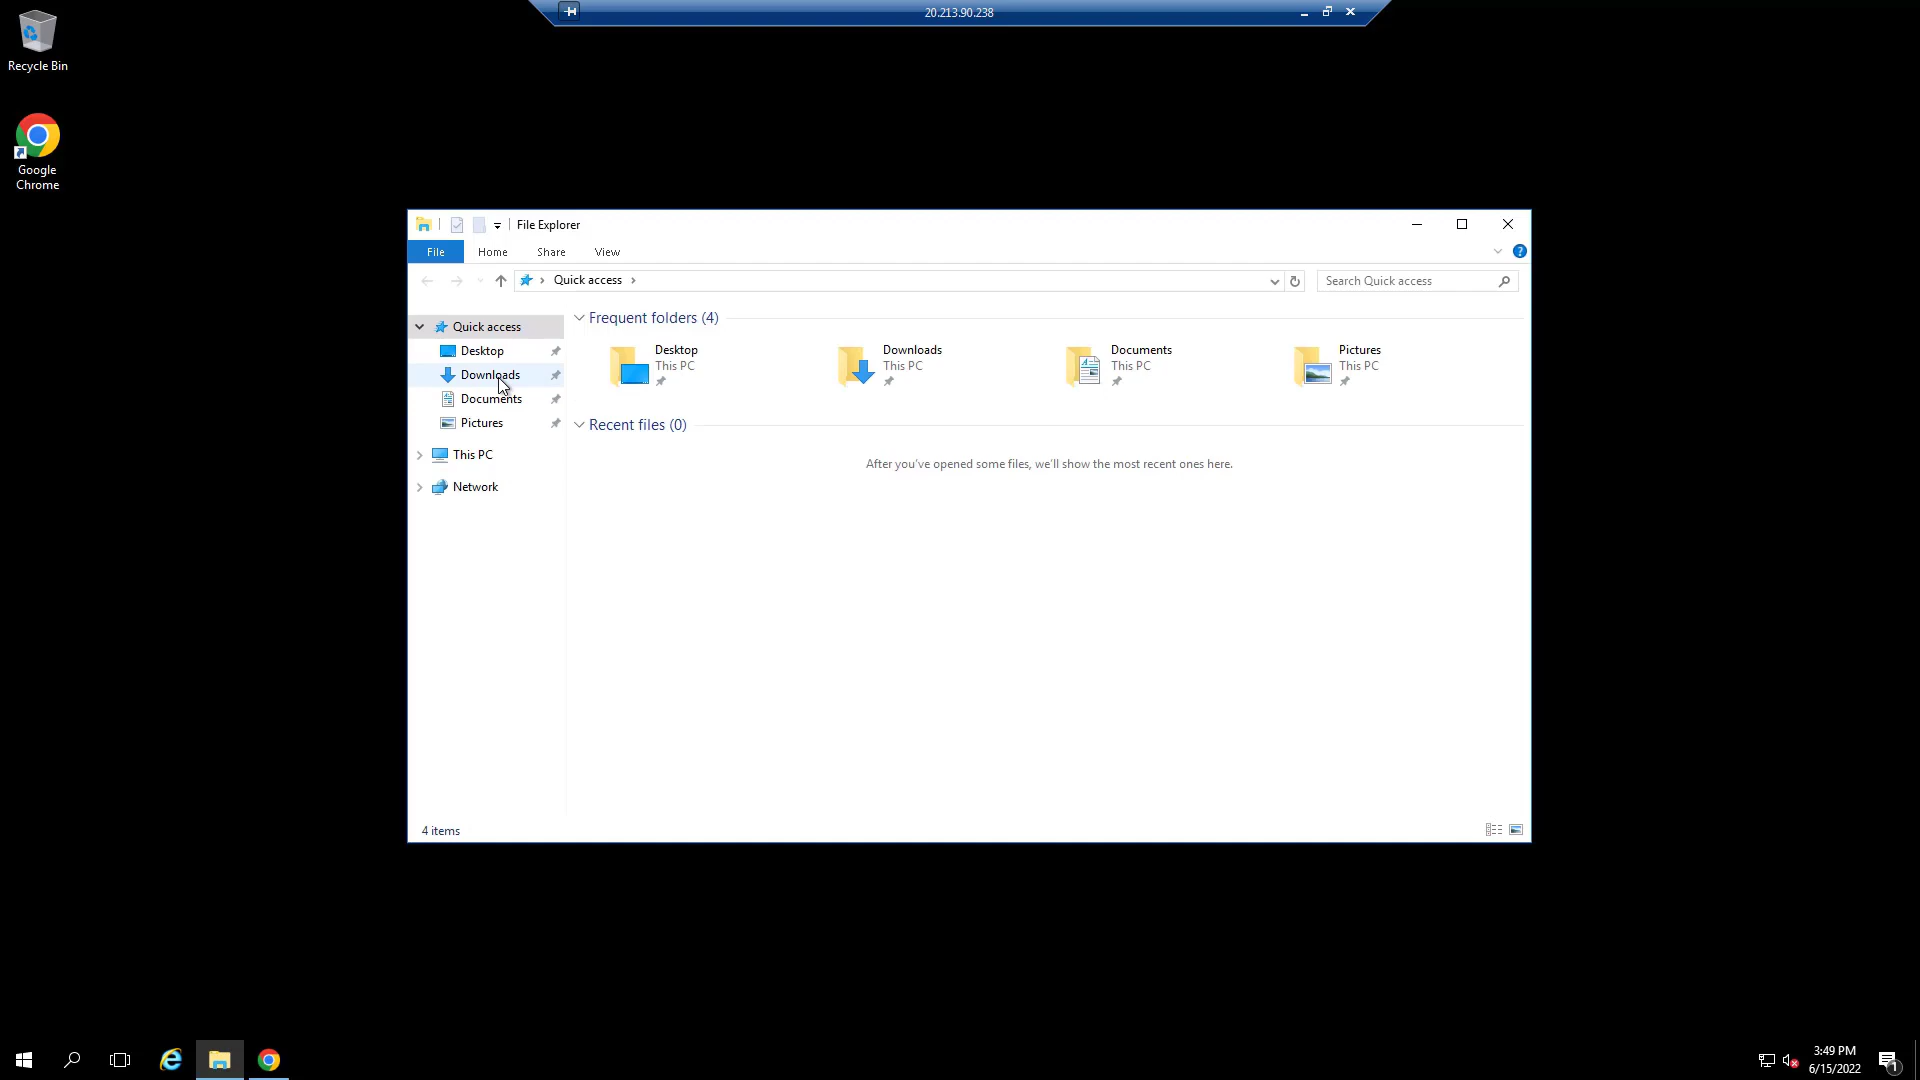 20.213.90.238
Recycle Bin
Google
Chrome
File Explorer
File
Home
Share
View
Quick access
Search Quick access
Quick access
Desktop
Downloads
Documents
Pictures
This PC
Network
Frequent folders (4)
Desktop
This PC
Downloads
This PC
Documents
This PC
Pictures
This PC
Recent files (0)
After you've opened some files, we'll show the most recent ones here.
4 items
3:49 PM
6/15/2022
1